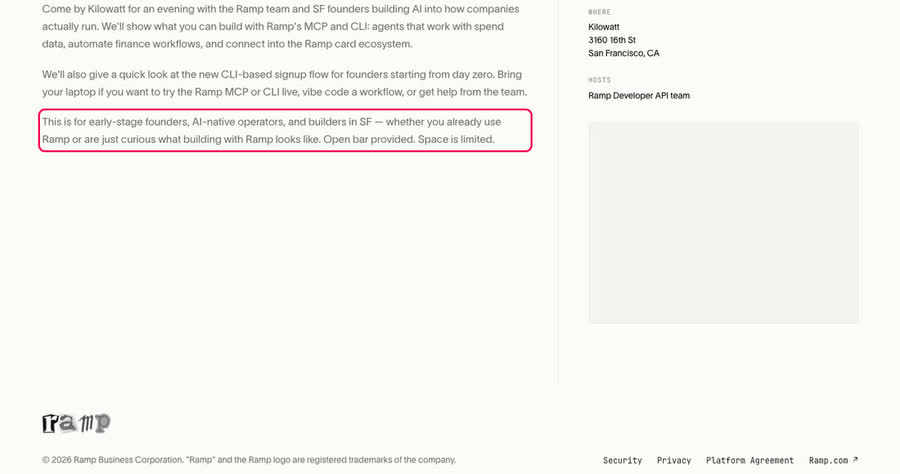 Come by Kilowatt for an evening with the Ramp team and SF founders building AI into how companies
actually run. We'll show what you can build with Ramp's MCP and CLI: agents that work with spend
data, automate finance workflows, and connect into the Ramp card ecosystem.
We'll also give a quick look at the new CLI-based signup flow for founders starting from day zero. Bring
your laptop if you want to try the Ramp MCP or CLI live, vibe code a workflow, or get help from the team.
This is for early-stage founders, AI-native operators, and builders in SF — whether you already use
Ramp or are just curious what building with Ramp looks like. Open bar provided. Space is limited.
WHERE
Kilowatt
3160 16th St
San Francisco, CA
HOSTS
Ramp Developer API team
ramp
© 2026 Ramp Business Corporation. "Ramp" and the Ramp logo are registered trademarks of the company.
Security Privacy Platform Agreement Ramp.com ↗